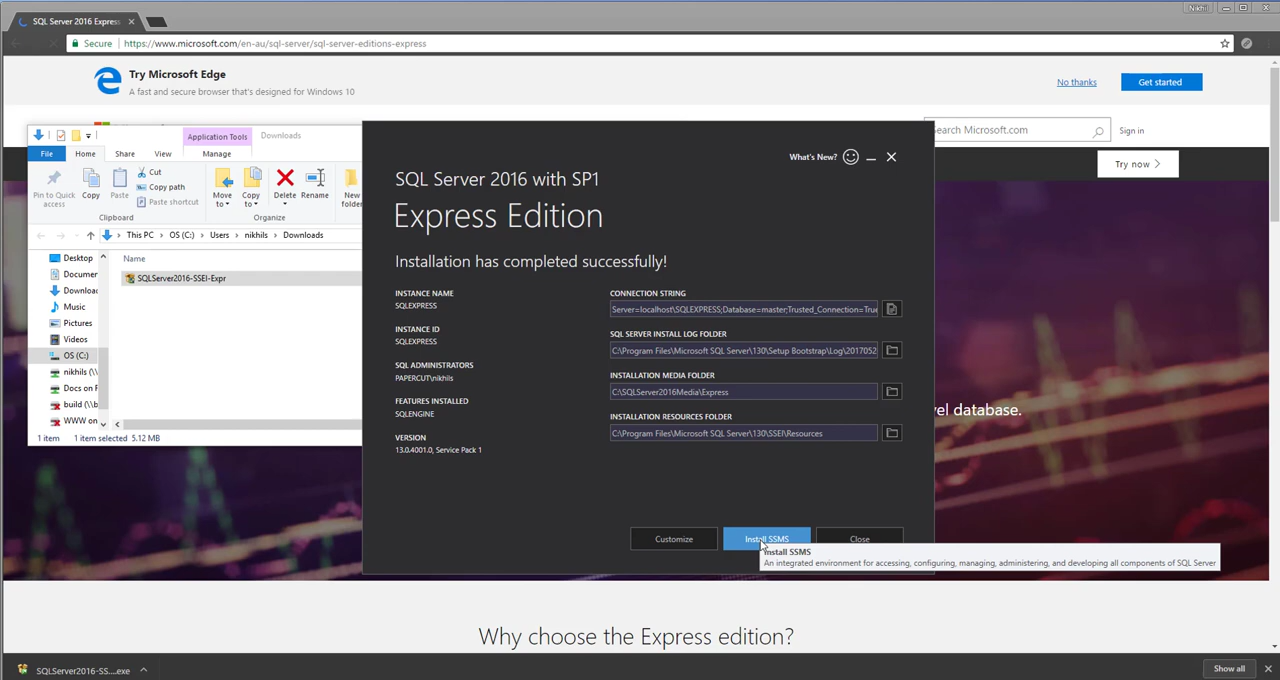 Nikhil
SQL Server 2016 Express
Secure https://www.microsoft.com/en-au/sql-server/sql-server-editions-express
Try Microsoft Edge
A fast and secure browser that's designed for Windows 10
No thanks
Get started
Search Microsoft.com
Sign in
Try now
Application Tools
Downloads
File
Home
Share
View
Manage
Pin to Quick access
Copy
Paste
Cut
Copy path
Paste shortcut
Move to
Copy to
Delete
Rename
New folder
Clipboard
Organize
This PC > OS (C:) > Users > nikhils > Downloads
Name
Desktop
Documen
Downloac
Music
Pictures
Videos
OS (C:)
nikhils (\\
Docs on F
build (\\b
WWW on
SQLServer2016-SSEI-Expr
1 item
1 item selected 5.12 MB
What's New?
SQL Server 2016 with SP1
Express Edition
Installation has completed successfully!
INSTANCE NAME
SQLEXPRESS
INSTANCE ID
SQLEXPRESS
SQL ADMINISTRATORS
PAPERCUT\nikhils
FEATURES INSTALLED
SQLENGINE
VERSION
13.0.4001.0, Service Pack 1
CONNECTION STRING
Server=localhost\SQLEXPRESS;Database=master;Trusted_Connection=True
SQL SERVER INSTALL LOG FOLDER
C:\Program Files\Microsoft SQL Server\130\Setup Bootstrap\Log\2017052
INSTALLATION MEDIA FOLDER
C:\SQLServer2016Media\Express
INSTALLATION RESOURCES FOLDER
C:\Program Files\Microsoft SQL Server\130\SSEI\Resources
Customize
Install SSMS
Close
Install SSMS
An integrated environment for accessing, configuring, managing, administering, and developing all components of SQL Server
vel database.
Why choose the Express edition?
SQLServer2016-SS....exe
Show all